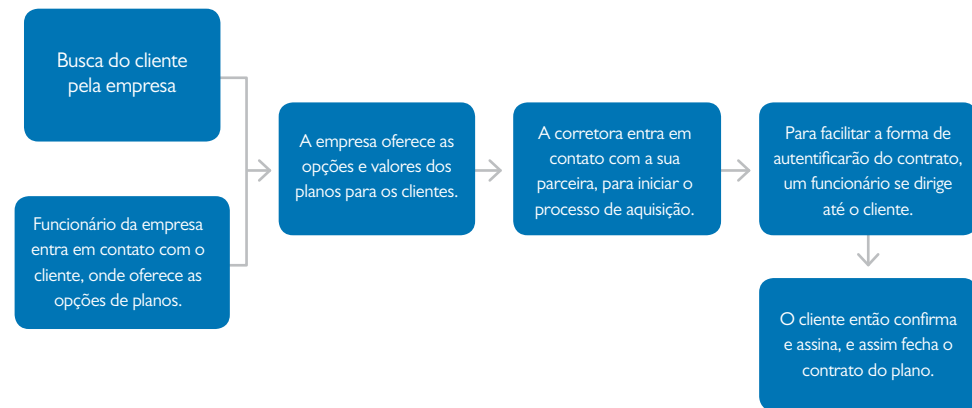 Busca do cliente
pela empresa
Funcionário da empresa
entra em contato com o
cliente, onde oferece as
opções de planos.
A empresa oferece as
opções e valores dos
planos para os clientes.
A corretora entra em
contato com a sua
parceira, para iniciar o
processo de aquisição.
Para facilitar a forma de
autentificarão do contrato,
um funcionário se dirige
até o cliente.
O cliente então confirma
e assina, e assim fecha o
contrato do plano.